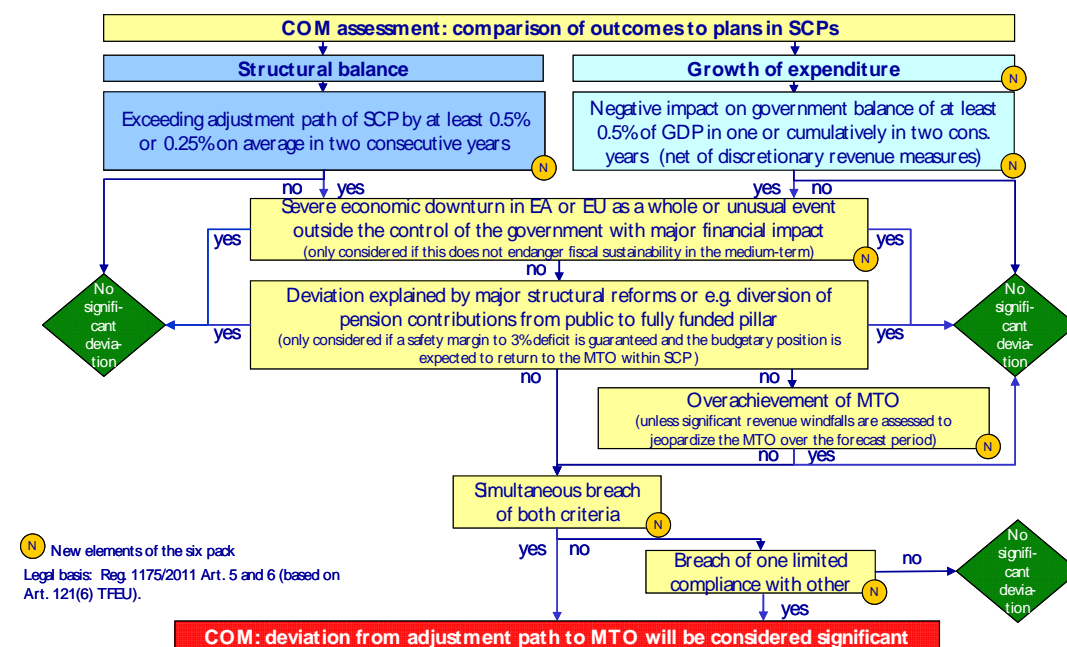 COM assessment: comparison of outcomes to plans in SCPs
Structural balance
Growth of expenditure
N
Exceeding adjustment path of SCP by at least 0.5%
or 0.25% on average in two consecutive years
N
Negative impact on government balance of at least
0.5% of GDP in one or cumulatively in two cons.
years (net of discretionary revenue measures)
N
no
yes
yes
no
Severe economic downturn in EA or EU as a whole or unusual event
outside the control of the government with major financial impact
(only considered if this does not endanger fiscal sustainability in the medium-term)
N
yes
yes
no
Deviation explained by major structural reforms or e.g. diversion of
pension contributions from public to fully funded pillar
(only considered if a safety margin to 3% deficit is guaranteed and the budgetary position is
expected to return to the MTO within SCP)
yes
yes
No
signifi-
cant
devia-
tion
No
signifi-
cant
devia-
tion
no
no
Overachievement of MTO
(unless significant revenue windfalls are assessed to
jeopardize the MTO over the forecast period)
N
no
yes
Simultaneous breach
of both criteria
N
yes
no
Breach of one limited
compliance with other
N
no
yes
No
signifi-
cant
devia-
tion
N
New elements of the six pack
Legal basis: Reg. 1175/2011 Art. 5 and 6 (based on
Art. 121(6) TFEU).
COM: deviation from adjustment path to MTO will be considered significant